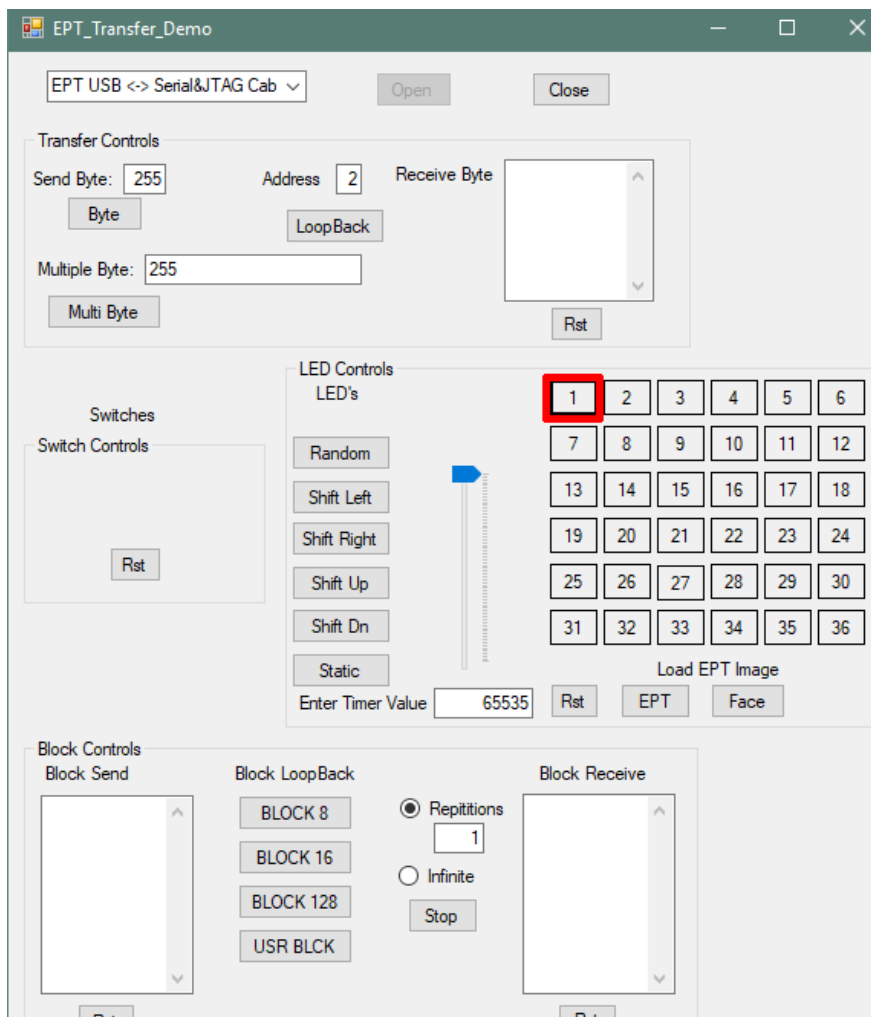 EPT_Transfer_Demo
EPT USB <-> Serial&JTAG Cab
Open
Close
Transfer Controls
Send Byte: 255
Address 2
Receive Byte
Byte
LoopBack
Multiple Byte: 255
Multi Byte
Rst
LED Controls
LED's
Switches
Switch Controls
Rst
Random
Shift Left
Shift Right
Shift Up
Shift Dn
Static
1 2 3 4 5 6
7 8 9 10 11 12
13 14 15 16 17 18
19 20 21 22 23 24
25 26 27 28 29 30
31 32 33 34 35 36
Load EPT Image
Enter Timer Value 65535
Rst
EPT
Face
Block Controls
Block Send
Block LoopBack
Block Receive
BLOCK 8
BLOCK 16
BLOCK 128
USR BLCK
Repititions
1
Infinite
Stop